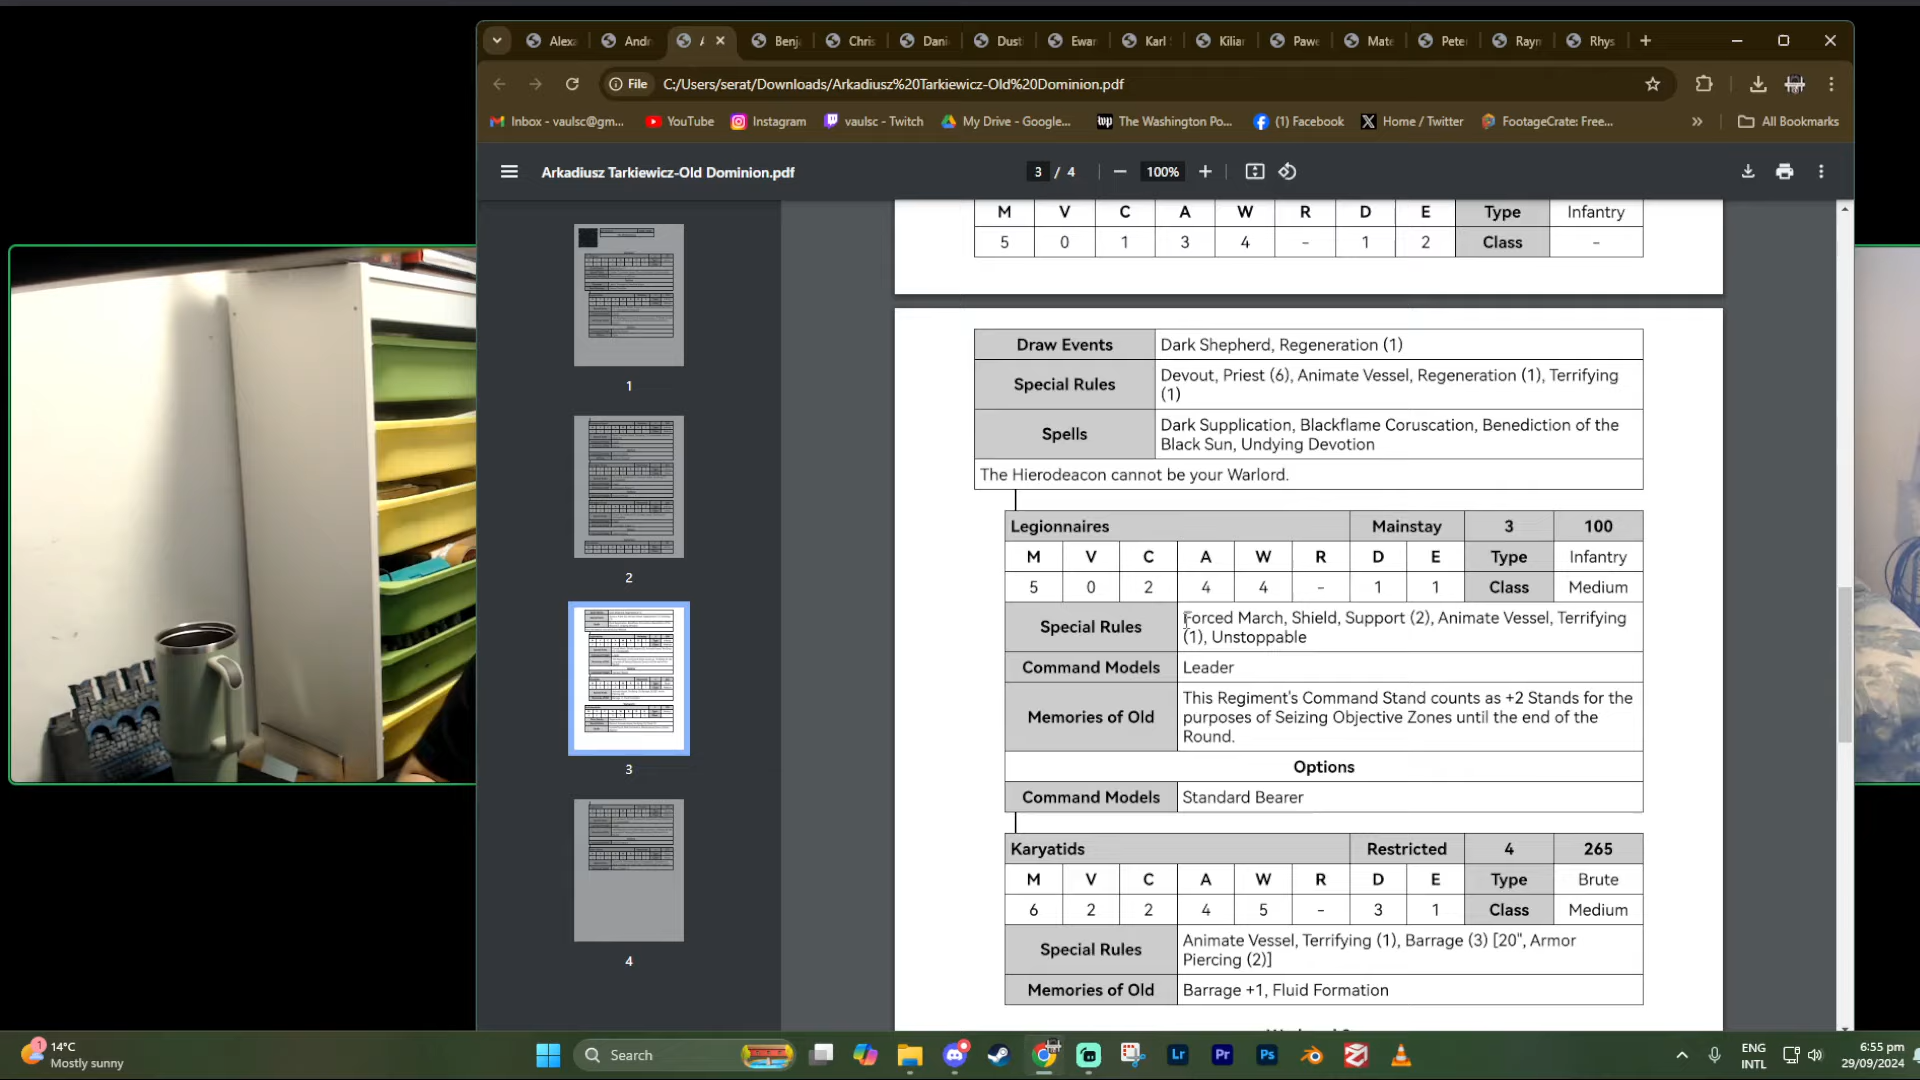 Alexa
Andr
A
Benj
Chris
Dani
Dust
Ewar
Karl
Kilia
Pawe
Mate
Peter
Rayn
Rhys
File
C:/Users/serat/Downloads/Arkadiusz%20Tarkiewicz-Old%20Dominion.pdf
Inbox - vaulsc@gm...
YouTube
Instagram
vaulsc - Twitch
My Drive - Google...
wp
The Washington Po...
(1) Facebook
Home / Twitter
FootageCrate: Free...
All Bookmarks
Arkadiusz Tarkiewicz-Old Dominion.pdf
3 / 4
100%
1
2
3
4
M V C A W R D E Type Infantry
5 0 1 3 4 - 1 2 Class -
Draw Events
Dark Shepherd, Regeneration (1)
Special Rules
Devout, Priest (6), Animate Vessel, Regeneration (1), Terrifying
(1)
Spells
Dark Supplication, Blackflame Coruscation, Benediction of the
Black Sun, Undying Devotion
The Hierodeacon cannot be your Warlord.
Legionnaires Mainstay 3 100
M V C A W R D E Type Infantry
5 0 2 4 4 - 1 1 Class Medium
Special Rules
Forced March, Shield, Support (2), Animate Vessel, Terrifying
(1), Unstoppable
Command Models Leader
Memories of Old
This Regiment's Command Stand counts as +2 Stands for the
purposes of Seizing Objective Zones until the end of the
Round.
Options
Command Models Standard Bearer
Karyatids Restricted 4 265
M V C A W R D E Type Brute
6 2 2 4 5 - 3 1 Class Medium
Special Rules
Animate Vessel, Terrifying (1), Barrage (3) [20", Armor
Piercing (2)]
Memories of Old Barrage +1, Fluid Formation
1
14°C
Mostly sunny
Search
Lr
Pr
Ps
ENG
INTL
6:55 pm
29/09/2024